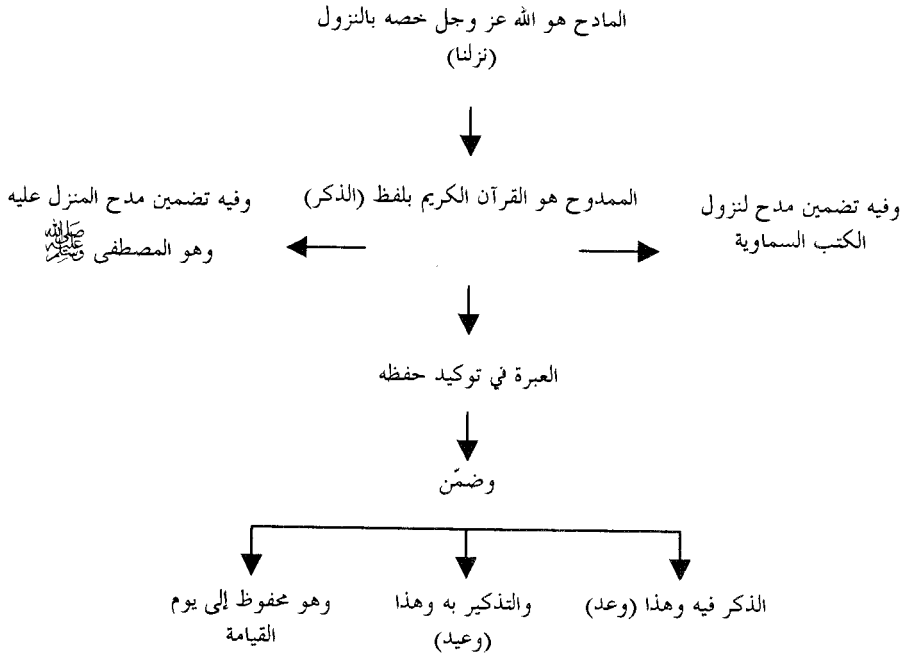 المادح هو الله عز وجل خصه بالنزول
(نزلنا)
وفيه تضمين مدح لنزول
الكتب السماوية
الممدوح هو القرآن الكريم بلفظ (الذكر)
وفيه تضمين مدح المنزل عليه
وهو المصطفى ﷺ
العبرة في توكيد حفظه
وضمّن
الذكر فيه وهذا (وعد)
والتذكير به وهذا
(وعيد)
وهو محفوظ إلى يوم
القيامة